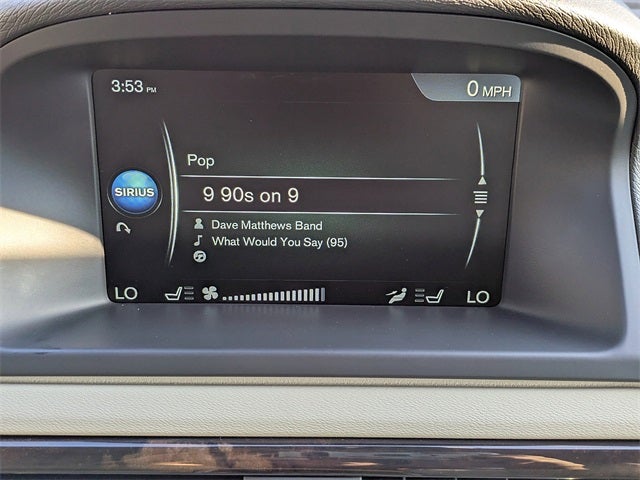 3:53 PM
0 MPH
Pop
SIRIUS
9 90s on 9
Dave Matthews Band
What Would You Say (95)
LO
LO